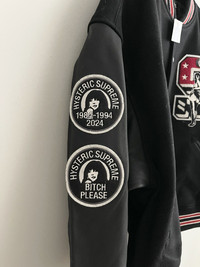 HYSTERIC SUPREME
1984-1994
2024
HYSTERIC SUPREME
BITCH
PLEASE